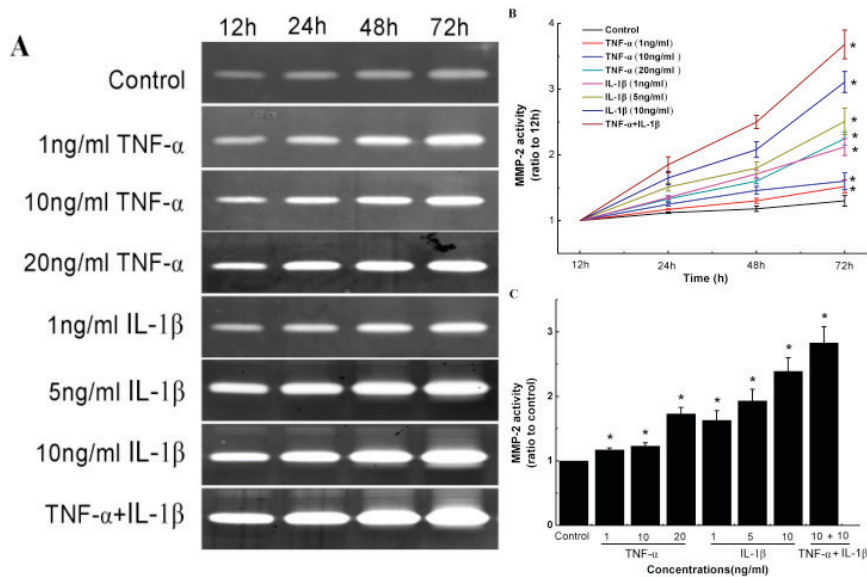 A
12h 24h 48h 72h
Control
1ng/ml TNF-α
10ng/ml TNF-α
20ng/ml TNF-α
1ng/ml IL-1β
5ng/ml IL-1β
10ng/ml IL-1β
TNF-α+IL-1β
B
MMP-2 activity
(ratio to 12h)
4
3
2
1
Control
TNF-α (1ng/ml)
TNF-α (10ng/ml)
TNF-α (20ng/ml )
IL-1β (1ng/ml)
IL-1β (5ng/ml)
IL-1β (10ng/ml)
TNF-α+IL-1β
* * * * * * *
12h 24h 48h 72h
Time (h)
C
MMP-2 activity
(ratio to control)
3
2
1
0
* * * * * * *
Control 1 10 20 1 5 10 10 + 10
TNF-α IL-1β TNF-α+IL-1β
Concentrations(ng/ml)